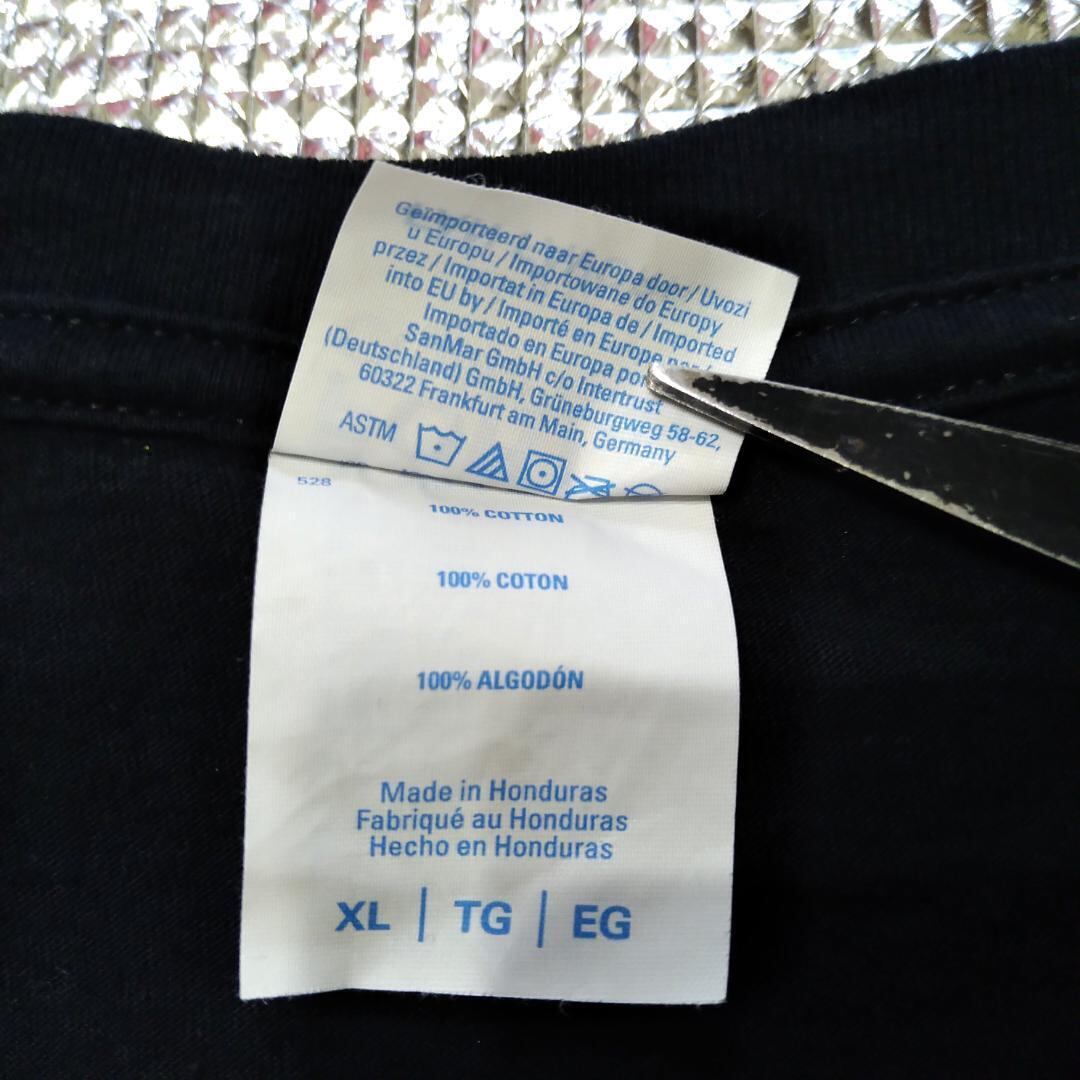 Geïmporteerd naar Europa door / Uvozi
u Europu / Importowane do Europy
przez / Importat in Europa de / Imported
into EU by / Importé en Europe par /
Importado en Europa por
SanMar GmbH c/o Intertrust
(Deutschland) GmbH, Grüneburgweg 58-62,
60322 Frankfurt am Main, Germany
ASTM
528
100% COTTON
100% COTON
100% ALGODÓN
Made in Honduras
Fabriqué au Honduras
Hecho en Honduras
XL | TG | EG